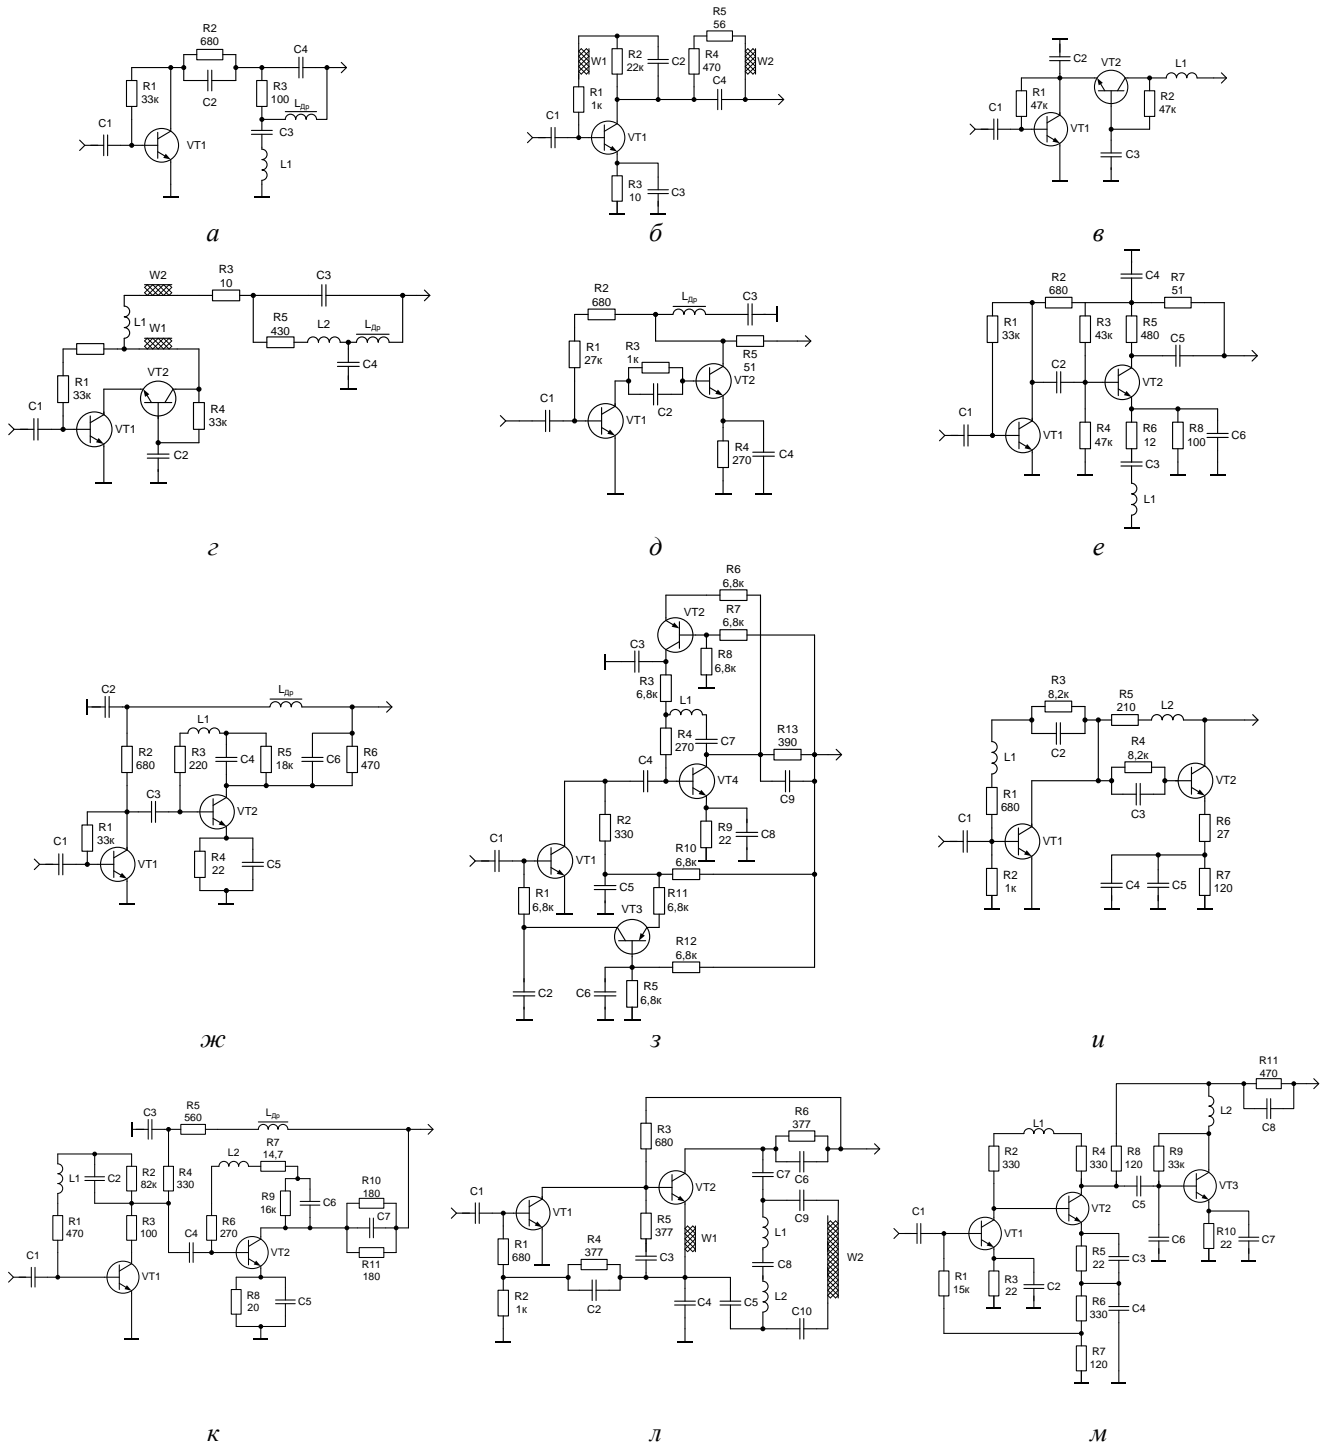 R2
680
C4
R1
33к
C2
R3
100
LДр
C1
C3
VT1
L1
а
R5
56
W1
R2
22к
C2
R4
470
W2
R1
1к
C4
C1
VT1
R3
10
C3
б
C2
VT2
L1
R1
47к
R2
47к
C1
VT1
C3
в
W2
R3
10
C3
L1
W1
R5
430
L2
LДр
C4
VT2
R1
33к
R4
33к
C1
VT1
C2
г
R2
680
LДр
C3
R1
27к
R3
1к
R5
51
VT2
C2
C1
VT1
R4
270
C4
д
C4
R2
680
R7
51
R1
33к
R3
43к
R5
480
C5
C2
VT2
C1
VT1
R4
47к
R6
12
R8
100
C6
C3
L1
е
C2
LДр
L1
R2
680
R3
220
C4
R5
18к
C6
R6
470
C3
VT2
R1
33к
C1
VT1
R4
22
C5
ж
R6
6,8к
R7
6,8к
VT2
C3
R8
6,8к
R3
6,8к
L1
R4
270
C7
R13
390
C4
VT4
C9
R2
330
R9
22
C8
C1
VT1
R10
6,8к
R1
6,8к
C5
R11
6,8к
VT3
R12
6,8к
C2
C6
R5
6,8к
з
R3
8,2к
R5
210
L2
C2
L1
R4
8,2к
VT2
R1
680
C3
C1
VT1
R6
27
R2
1к
C4
C5
R7
120
и
C3
R5
560
LДр
R7
14,7
L2
L1
C2
R2
82к
R4
330
R10
180
R9
16к
C6
C7
R1
470
R3
100
C4
R6
270
VT2
R11
180
C1
VT1
R8
20
C5
к
R6
377
R3
680
C7
C6
VT2
C1
C9
VT1
R5
377
W1
L1
R1
680
R4
377
C3
W2
C8
R2
1к
C2
C4
C5
L2
C10
л
R11
470
L2
C8
L1
R2
330
R4
330
R8
120
R9
33к
C5
VT3
VT2
C1
VT1
R10
22
C7
R5
22
C3
C6
R1
15к
R3
22
C2
R6
330
C4
R7
120
м